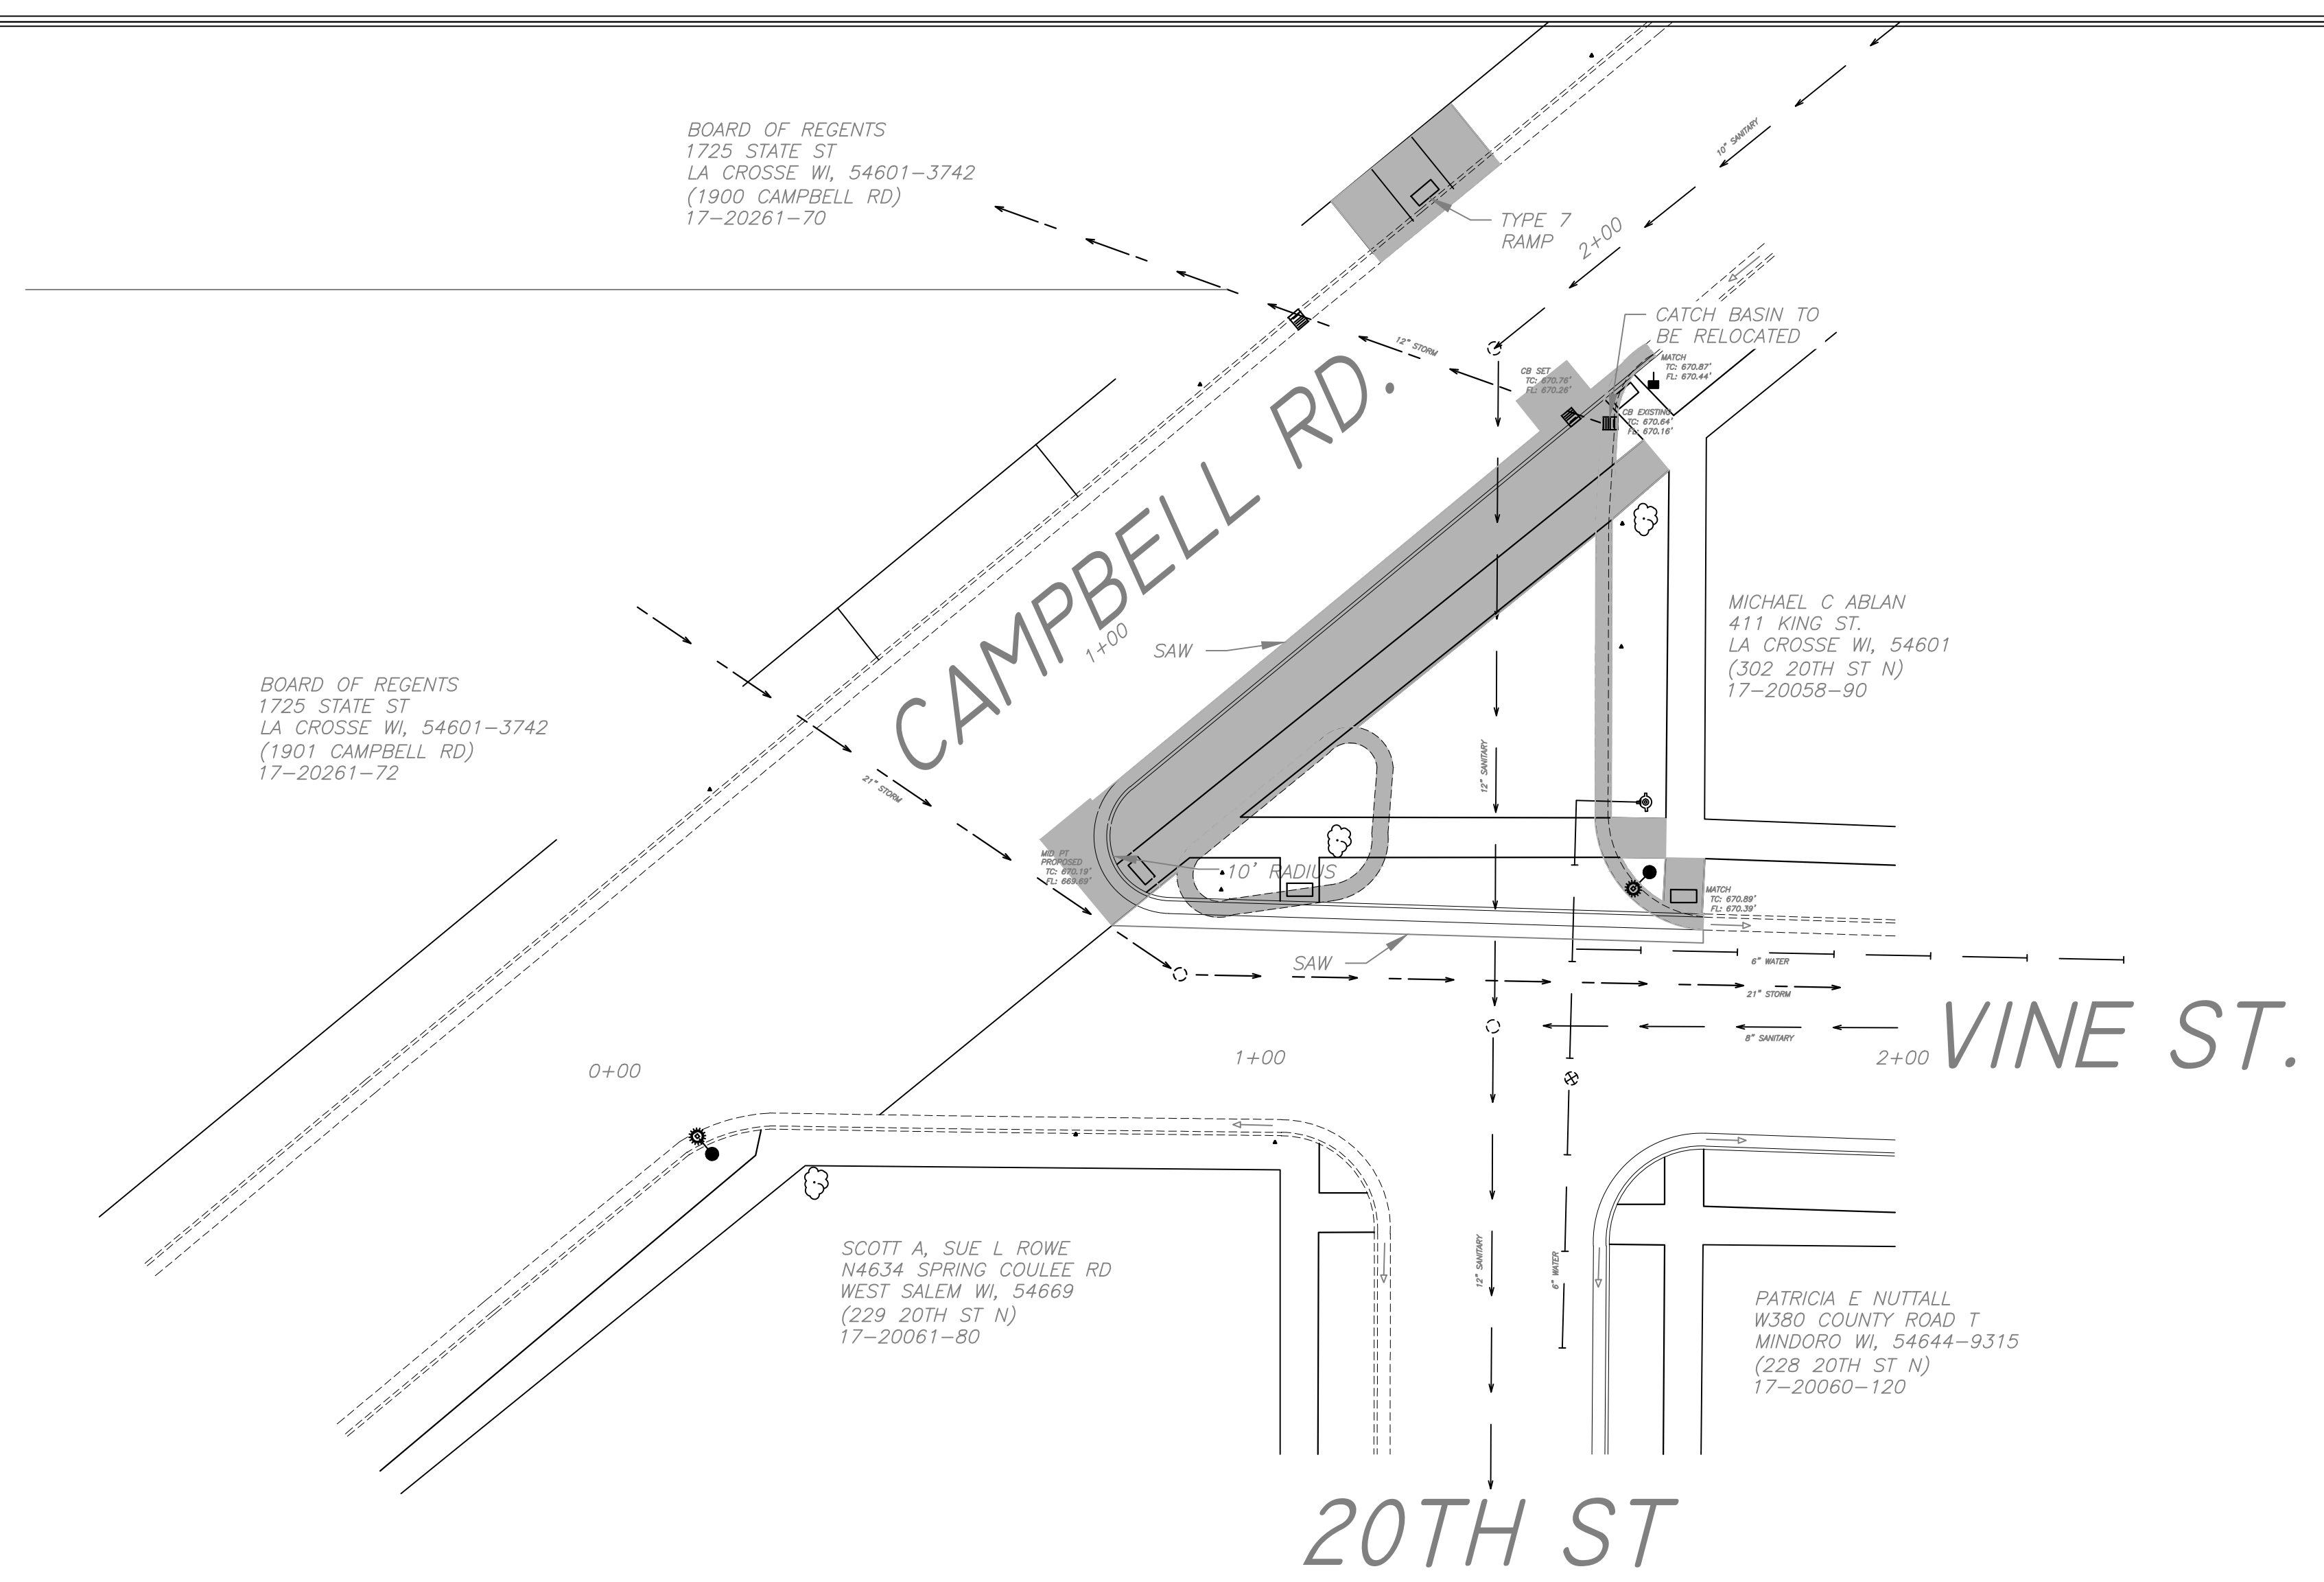 BOARD OF REGENTS
1725 STATE ST
LA CROSSE WI, 54601-3742
(1900 CAMPBELL RD)
17-20261-70
10" SANITARY
TYPE 7
RAMP
2+00
CATCH BASIN TO
BE RELOCATED
12" STORM
MATCH
TC: 670.87'
FL: 670.44'
CB SET
TC: 670.76'
FL: 670.26'
CB EXISTING
TC: 670.64'
FL: 670.16'
CAMPBELL RD.
1+00
SAW
MICHAEL C ABLAN
411 KING ST.
LA CROSSE WI, 54601
(302 20TH ST N)
17-20058-90
BOARD OF REGENTS
1725 STATE ST
LA CROSSE WI, 54601-3742
(1901 CAMPBELL RD)
17-20261-72
21" STORM
12" SANITARY
MID PT
PROPOSED
TC: 670.19'
FL: 669.69'
10' RADIUS
MATCH
TC: 670.89'
FL: 670.39'
SAW
6" WATER
21" STORM
VINE ST.
8" SANITARY
0+00
1+00
2+00
SCOTT A, SUE L ROWE
N4634 SPRING COULEE RD
WEST SALEM WI, 54669
(229 20TH ST N)
17-20061-80
12" SANITARY
6" WATER
PATRICIA E NUTTALL
W380 COUNTY ROAD T
MINDORO WI, 54644-9315
(228 20TH ST N)
17-20060-120
20TH ST